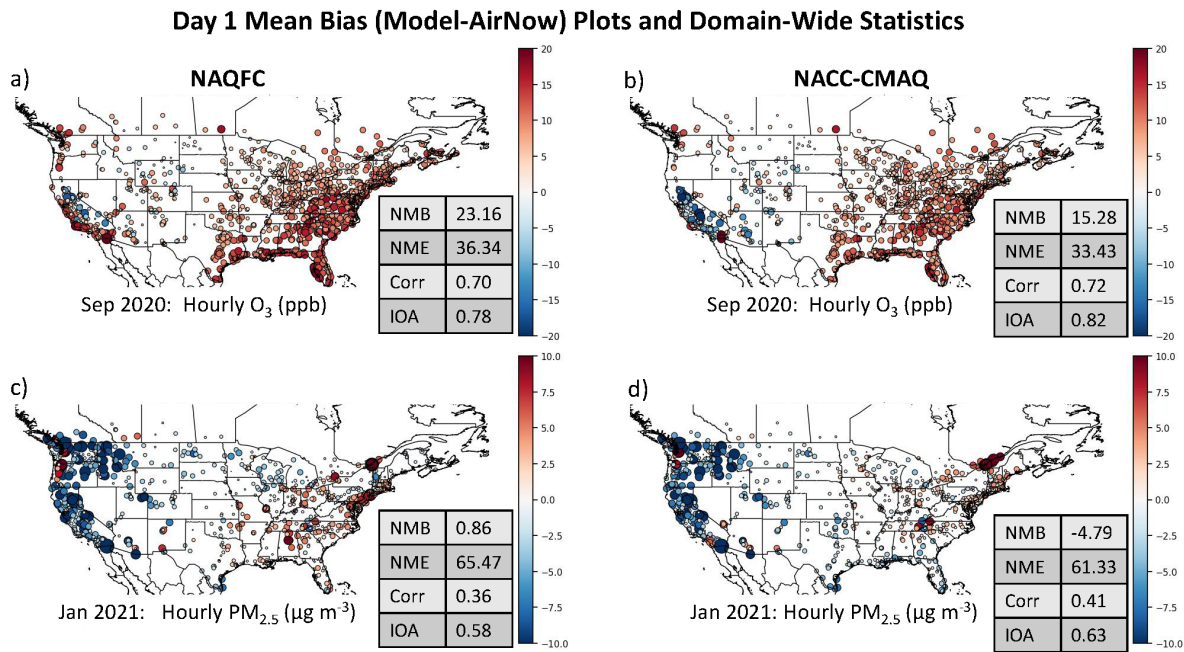 Day 1 Mean Bias (Model-AirNow) Plots and Domain-Wide Statistics
a)
NAQFC
20
15
10
5
0
−5
−10
−15
−20
NMB 23.16
NME 36.34
Corr 0.70
IOA 0.78
Sep 2020: Hourly O₃ (ppb)
b)
NACC-CMAQ
20
15
10
5
0
−5
−10
−15
−20
NMB 15.28
NME 33.43
Corr 0.72
IOA 0.82
Sep 2020: Hourly O₃ (ppb)
c)
10.0
7.5
5.0
2.5
0.0
−2.5
−5.0
−7.5
−10.0
NMB 0.86
NME 65.47
Corr 0.36
IOA 0.58
Jan 2021: Hourly PM₂.₅ (µg m⁻³)
d)
10.0
7.5
5.0
2.5
0.0
−2.5
−5.0
−7.5
−10.0
NMB -4.79
NME 61.33
Corr 0.41
IOA 0.63
Jan 2021: Hourly PM₂.₅ (µg m⁻³)